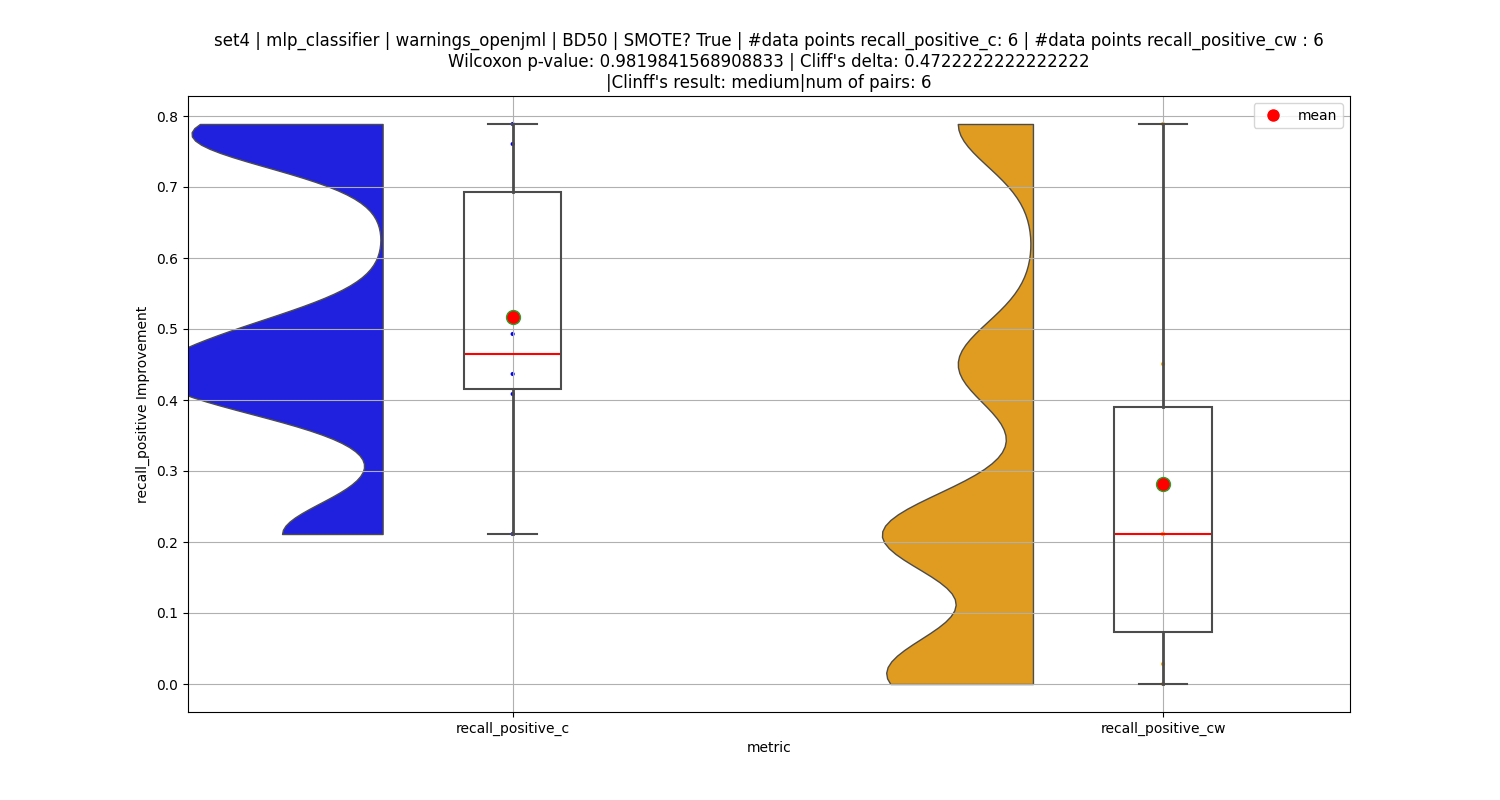 set4 | mlp_classifier | warnings_openjml | BD50 | SMOTE? True | #data points recall_positive_c: 6 | #data points recall_positive_cw : 6
Wilcoxon p-value: 0.9819841568908833 | Cliff's delta: 0.4722222222222222
|Clinff's result: medium|num of pairs: 6
mean
0.8
0.7
0.6
0.5
0.4
0.3
0.2
0.1
0.0
recall_positive Improvement
recall_positive_c
recall_positive_cw
metric